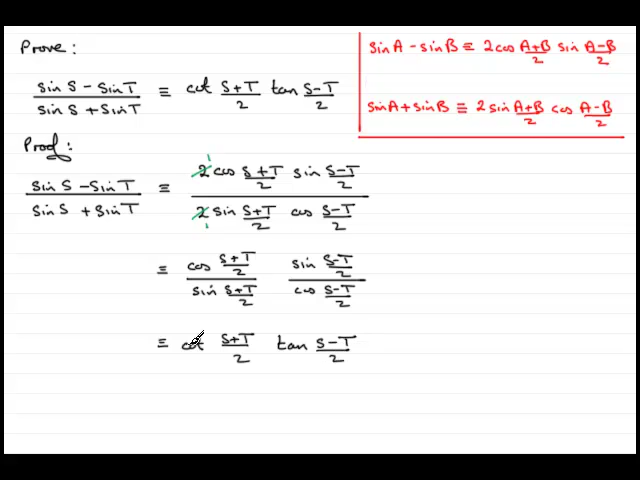 Prove:
(sin S − sin T)/(sin S + sin T) ≡ cot (S+T)/2 tan (S−T)/2
sin A − sin B ≡ 2 cos (A+B)/2 sin (A−B)/2
sin A + sin B ≡ 2 sin (A+B)/2 cos (A−B)/2
Proof:
(sin S − sin T)/(sin S + sin T) ≡ (2 1 cos (S+T)/2 sin (S−T)/2)/(2 1 sin (S+T)/2 cos (S−T)/2)
≡ (cos (S+T)/2)/(sin (S+T)/2) (sin (S−T)/2)/(cos (S−T)/2)
≡ cot (S+T)/2 tan (S−T)/2